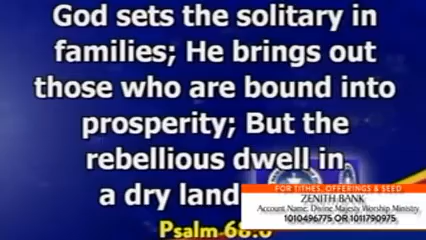 God sets the solitary in
families; He brings out
those who are bound into
prosperity; But the
rebellious dwell in
a dry land
Psalm 68:6
FOR TITHES, OFFERINGS & SEED
ZENITH BANK
Account Name: Divine Majesty Worship Ministry
1010496775 OR 1011790975